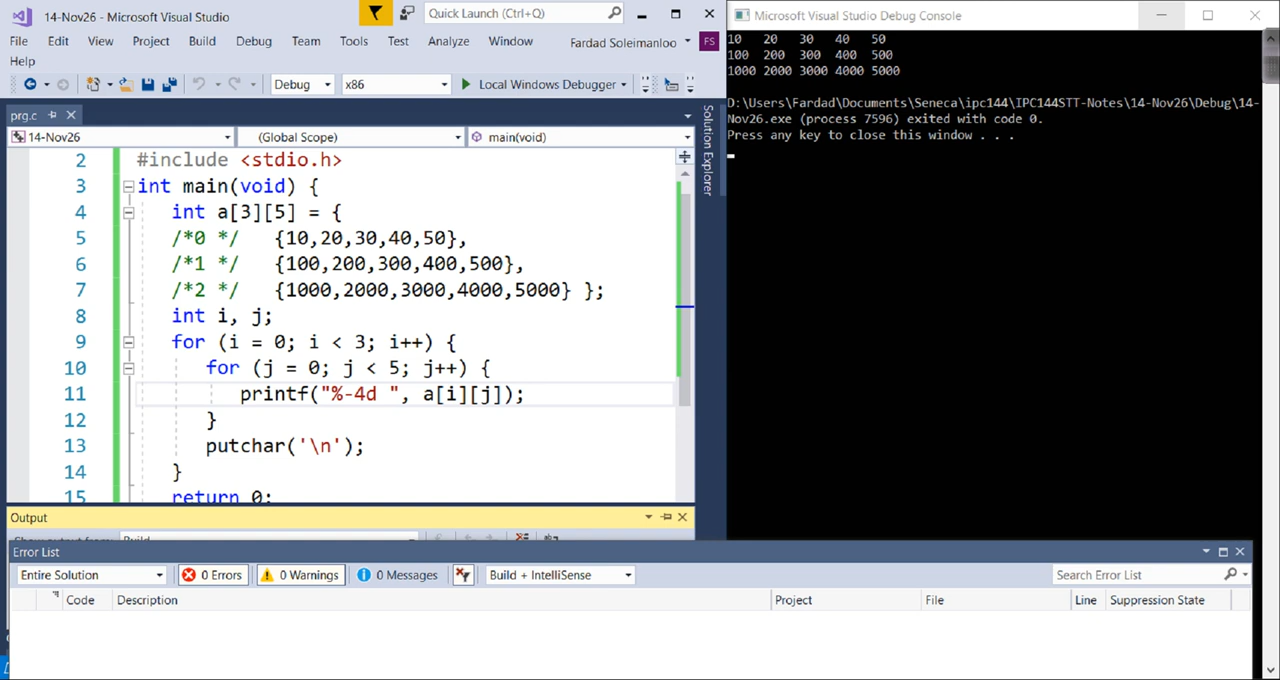 14-Nov26 - Microsoft Visual Studio
Quick Launch (Ctrl+Q)
File Edit View Project Build Debug Team Tools Test Analyze Window Fardad Soleimanloo FS
Help
Debug x86 Local Windows Debugger
prg.c
14-Nov26 (Global Scope) main(void)
2 #include <stdio.h>
3 int main(void) {
4 int a[3][5] = {
5 /*0 */ {10,20,30,40,50},
6 /*1 */ {100,200,300,400,500},
7 /*2 */ {1000,2000,3000,4000,5000} };
8 int i, j;
9 for (i = 0; i < 3; i++) {
10 for (j = 0; j < 5; j++) {
11 printf("%-4d ", a[i][j]);
12 }
13 putchar('\n');
14 }
15 return 0;
Solution Explorer
Output
Show output from: Build
Microsoft Visual Studio Debug Console
10 20 30 40 50
100 200 300 400 500
1000 2000 3000 4000 5000
D:\Users\Fardad\Documents\Seneca\ipc144\IPC144STT-Notes\14-Nov26\Debug\14-
Nov26.exe (process 7596) exited with code 0.
Press any key to close this window . . .
Error List
Entire Solution 0 Errors 0 Warnings 0 Messages Build + IntelliSense Search Error List
Code Description Project File Line Suppression State